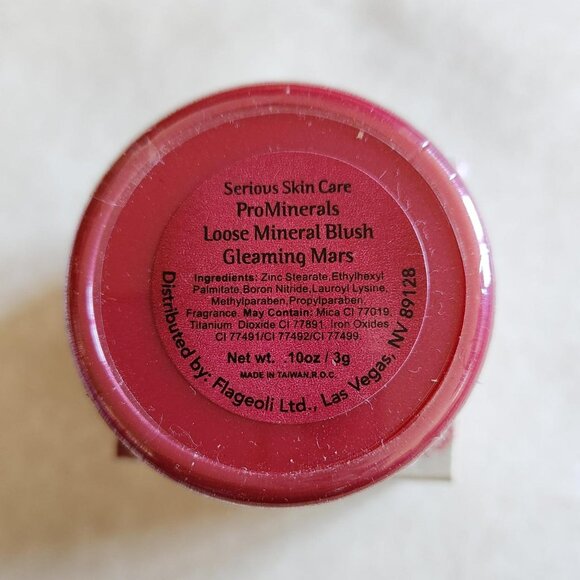 Serious Skin Care
ProMinerals
Loose Mineral Blush
Gleaming Mars
Ingredients: Zinc Stearate,Ethylhexyl
Palmitate,Boron Nitride,Lauroyl Lysine,
Methylparaben,Propylparaben,
Fragrance. May Contain: Mica CI 77019,
Titanium Dioxide CI 77891, Iron Oxides
CI 77491/CI 77492/CI 77499.
Net wt. .10oz / 3g
MADE IN TAIWAN,R.O.C.
Distributed by: Flageoli Ltd., Las Vegas, NV 89128